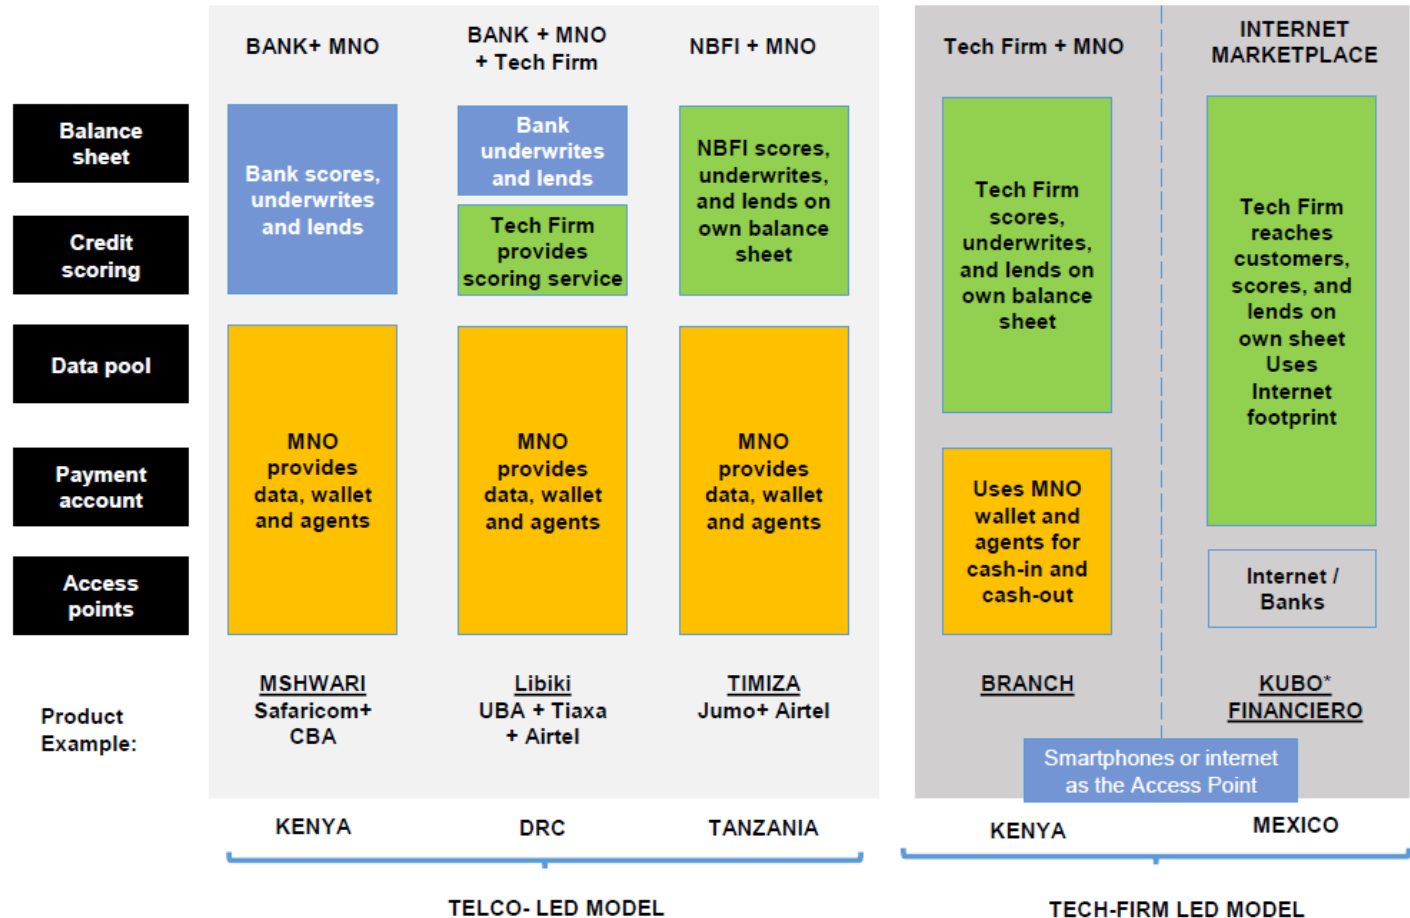 BANK+ MNO
BANK + MNO
+ Tech Firm
NBFI + MNO
Tech Firm + MNO
INTERNET
MARKETPLACE
Balance
sheet
Credit
scoring
Data pool
Payment
account
Access
points
Product
Example:
Bank scores,
underwrites
and lends
MNO
provides
data, wallet
and agents
MSHWARI
Safaricom+
CBA
KENYA
Bank
underwrites
and lends
Tech Firm
provides
scoring service
MNO
provides
data, wallet
and agents
Libiki
UBA + Tiaxa
+ Airtel
DRC
NBFI scores,
underwrites,
and lends on
own balance
sheet
MNO
provides
data, wallet
and agents
TIMIZA
Jumo+ Airtel
TANZANIA
TELCO- LED MODEL
Tech Firm
scores,
underwrites,
and lends on
own balance
sheet
Uses MNO
wallet and
agents for
cash-in and
cash-out
BRANCH
KENYA
Tech Firm
reaches
customers,
scores, and
lends on
own sheet
Uses
Internet
footprint
Internet /
Banks
KUBO*
FINANCIERO
Smartphones or internet
as the Access Point
MEXICO
TECH-FIRM LED MODEL